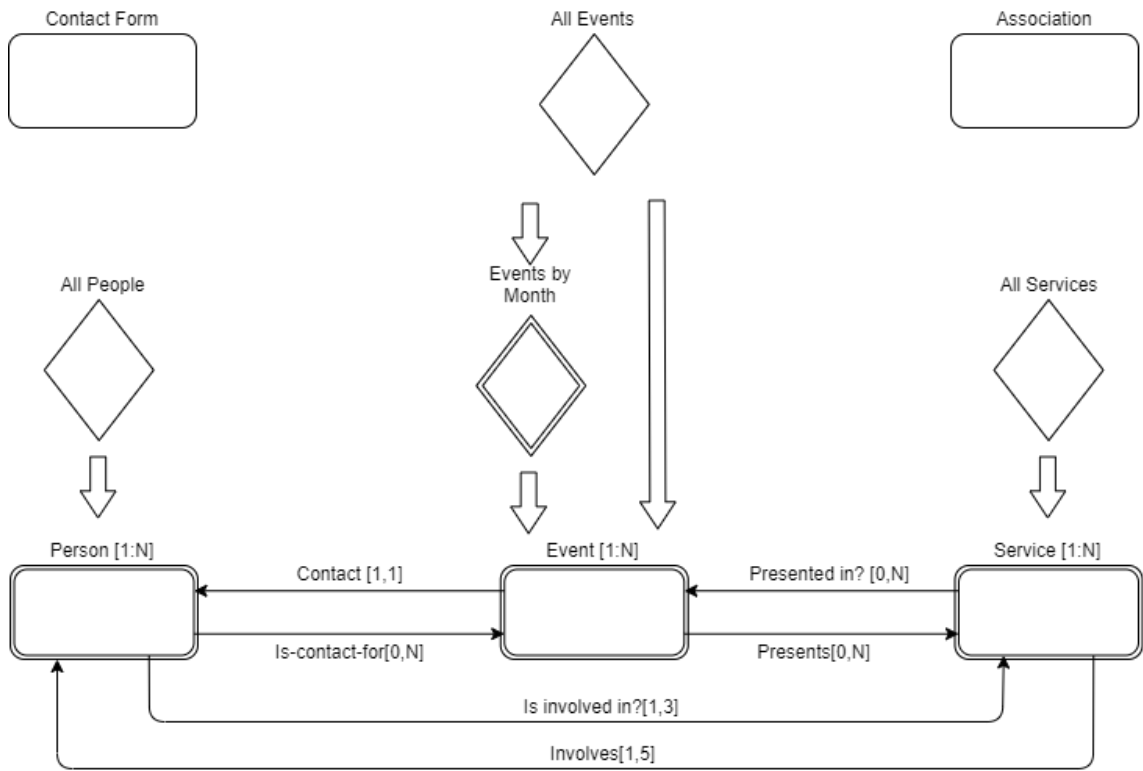 Contact Form
All Events
Association
Events by
Month
All People
All Services
Person [1:N]
Event [1:N]
Service [1:N]
Contact [1,1]
Presented in? [0,N]
Is-contact-for[0,N]
Presents[0,N]
Is involved in?[1,3]
Involves[1,5]